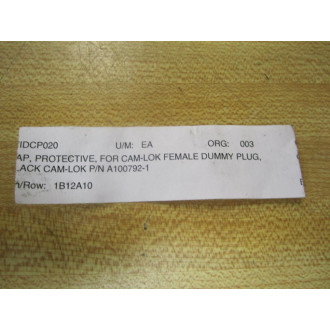 IDCP020 U/M: EA ORG: 003
AP, PROTECTIVE, FOR CAM-LOK FEMALE DUMMY PLUG,
LACK CAM-LOK P/N A100792-1
/Row: 1B12A10